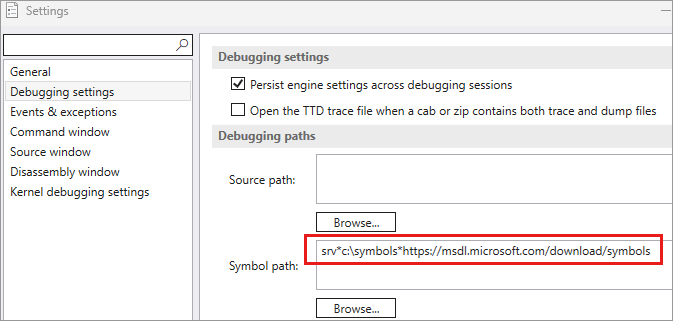 Settings
General
Debugging settings
Events & exceptions
Command window
Source window
Disassembly window
Kernel debugging settings
Debugging settings
Persist engine settings across debugging sessions
Open the TTD trace file when a cab or zip contains both trace and dump files
Debugging paths
Source path:
Browse...
srv*c:\symbols*https://msdl.microsoft.com/download/symbols
Symbol path:
Browse...